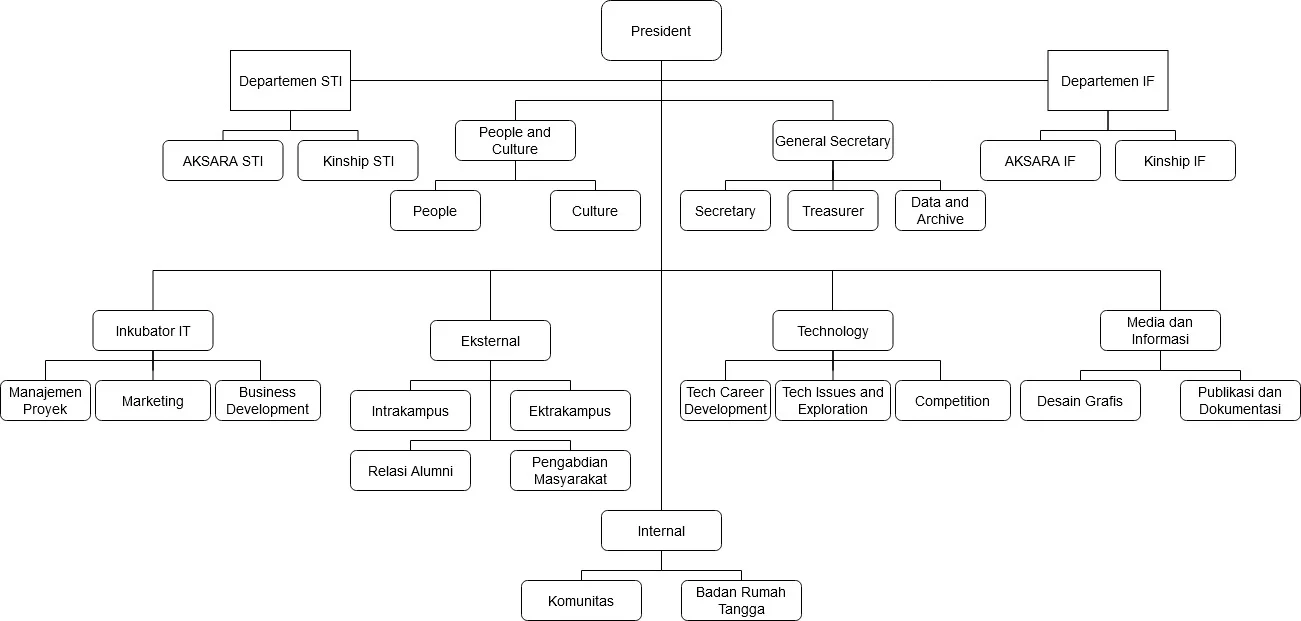 President
Departemen STI
Departemen IF
AKSARA STI
Kinship STI
People and
Culture
General Secretary
AKSARA IF
Kinship IF
People
Culture
Secretary
Treasurer
Data and
Archive
Inkubator IT
Eksternal
Technology
Media dan
Informasi
Manajemen
Proyek
Marketing
Business
Development
Intrakampus
Ektrakampus
Tech Career
Development
Tech Issues and
Exploration
Competition
Desain Grafis
Publikasi dan
Dokumentasi
Relasi Alumni
Pengabdian
Masyarakat
Internal
Komunitas
Badan Rumah
Tangga